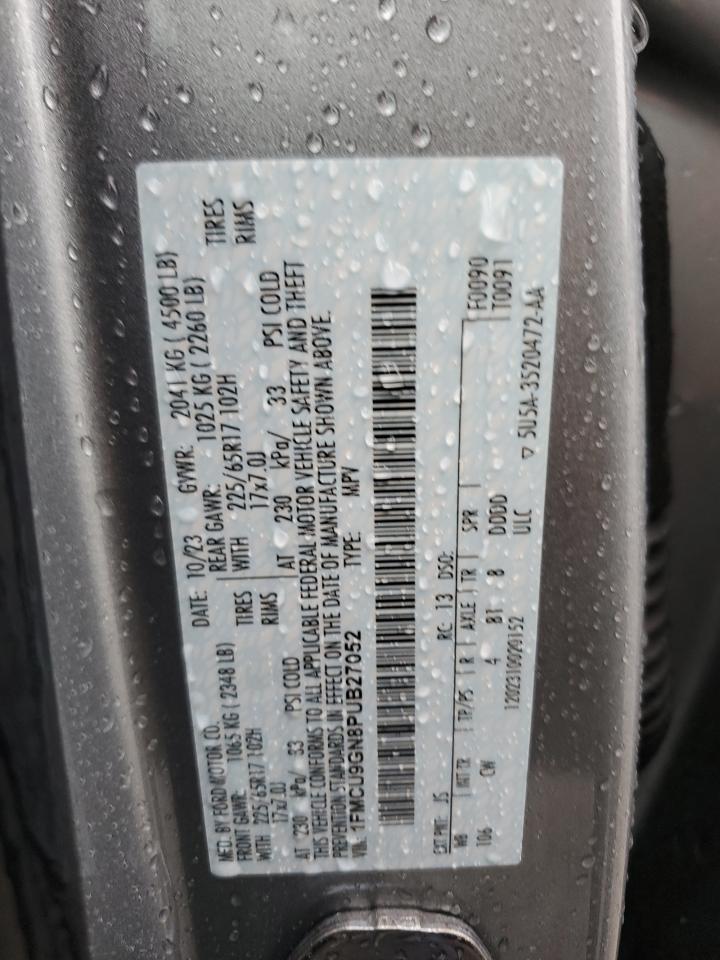 MFD. BY FORD MOTOR CO. DATE: 10/23 GVWR: 2041 KG ( 4500 LB)
FRONT GAWR: 1065 KG ( 2348 LB) REAR GAWR: 1025 KG ( 2260 LB)
WITH 225/65R17 102H TIRES WITH 225/65R17 102H TIRES
17x7.0J RIMS 17x7.0J RIMS
AT 230 kPa/ 33 PSI COLD AT 230 kPa/ 33 PSI COLD
THIS VEHICLE CONFORMS TO ALL APPLICABLE FEDERAL MOTOR VEHICLE SAFETY AND THEFT
PREVENTION STANDARDS IN EFFECT ON THE DATE OF MANUFACTURE SHOWN ABOVE.
VIN: 1FMCU9GN8PUB27052 TYPE: MPV
EXT PNT: JS RC: 13 DSO: F0090
WB INT TR TP/PS R AXLE TR SPR T0091
106 CW 4 B1 8 DDDD
1202310020152 ULC ▽ 5U5A-3520472-AA